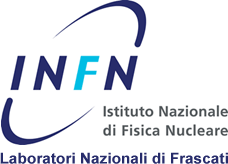 INFN
Istituto Nazionale
di Fisica Nucleare
Laboratori Nazionali di Frascati